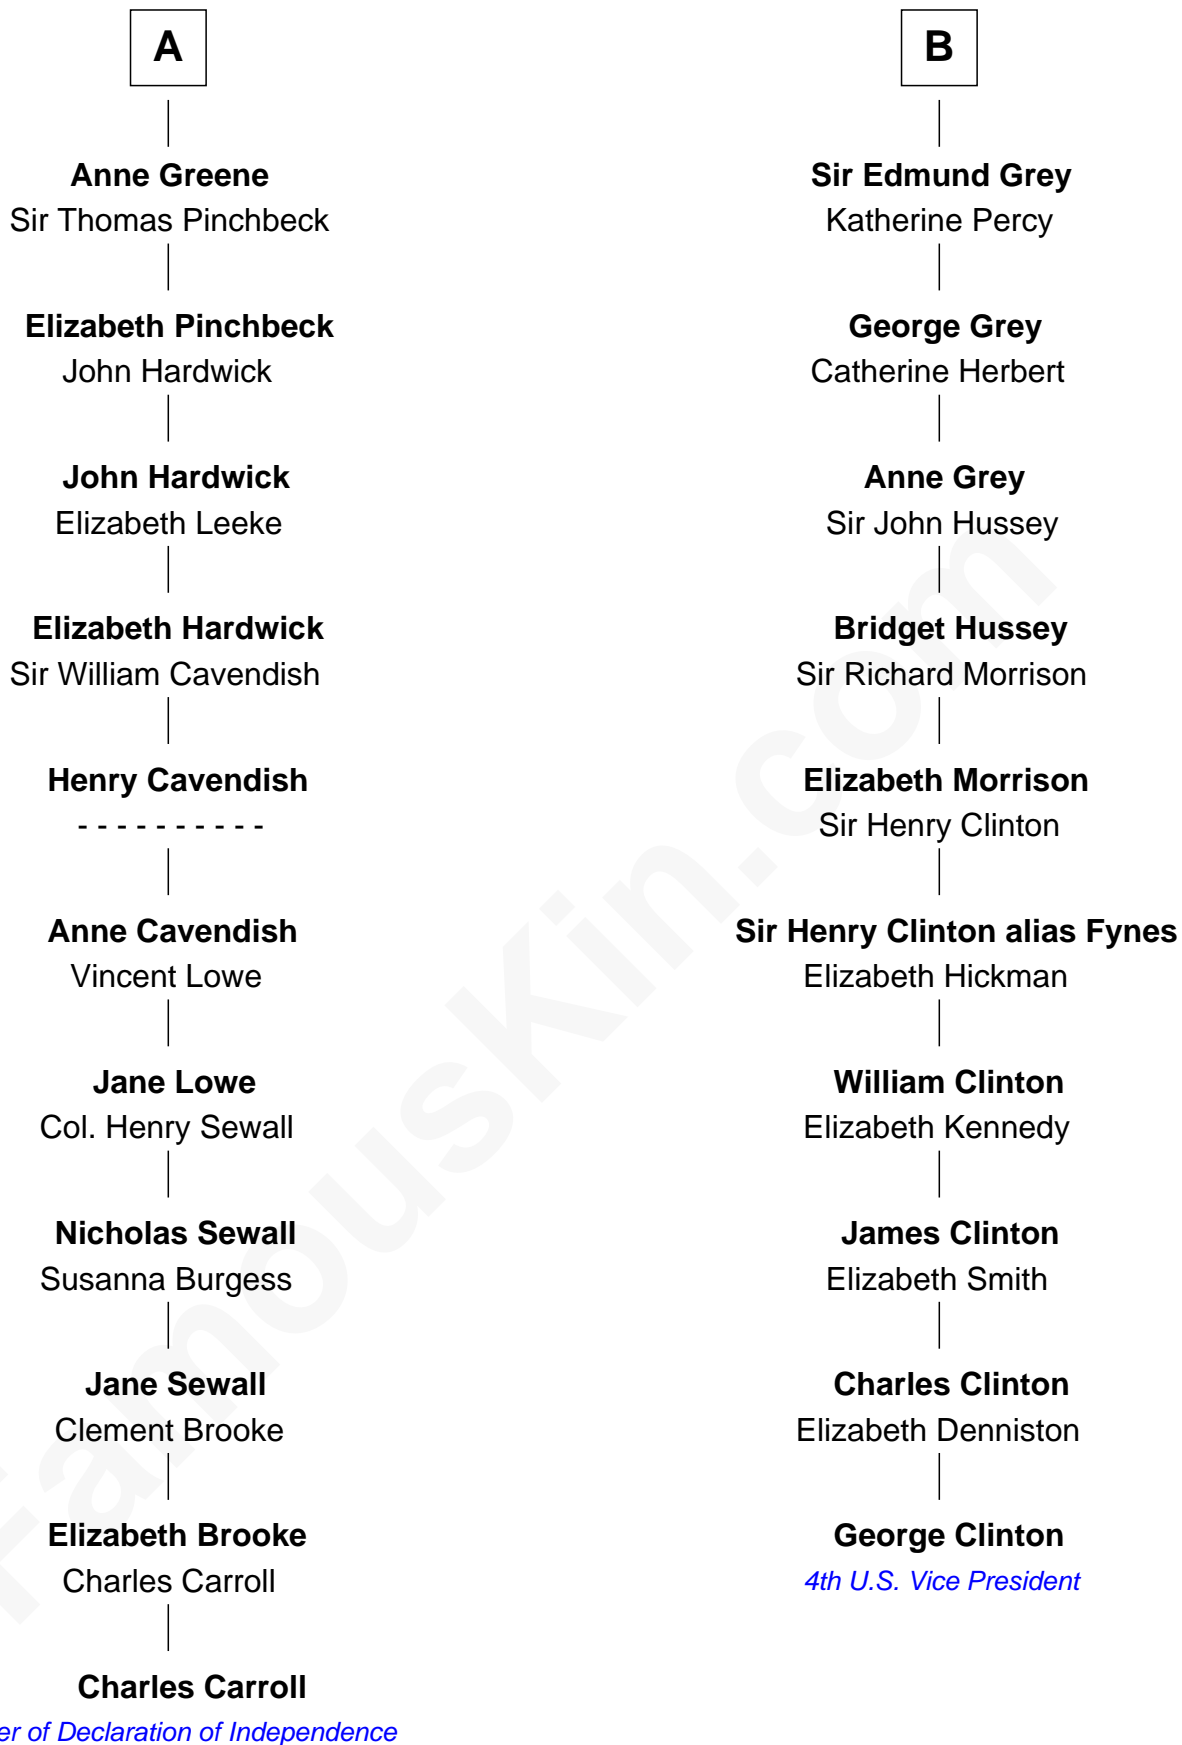 A
Anne Greene
Sir Thomas Pinchbeck
Elizabeth Pinchbeck
John Hardwick
John Hardwick
Elizabeth Leeke
Elizabeth Hardwick
Sir William Cavendish
Henry Cavendish
- - - - - - - - - -
Anne Cavendish
Vincent Lowe
Jane Lowe
Col. Henry Sewall
Nicholas Sewall
Susanna Burgess
Jane Sewall
Clement Brooke
Elizabeth Brooke
Charles Carroll
Charles Carroll
er of Declaration of Independence
B
Sir Edmund Grey
Katherine Percy
George Grey
Catherine Herbert
Anne Grey
Sir John Hussey
Bridget Hussey
Sir Richard Morrison
Elizabeth Morrison
Sir Henry Clinton
Sir Henry Clinton alias Fynes
Elizabeth Hickman
William Clinton
Elizabeth Kennedy
James Clinton
Elizabeth Smith
Charles Clinton
Elizabeth Denniston
George Clinton
4th U.S. Vice President
FamousKin.com